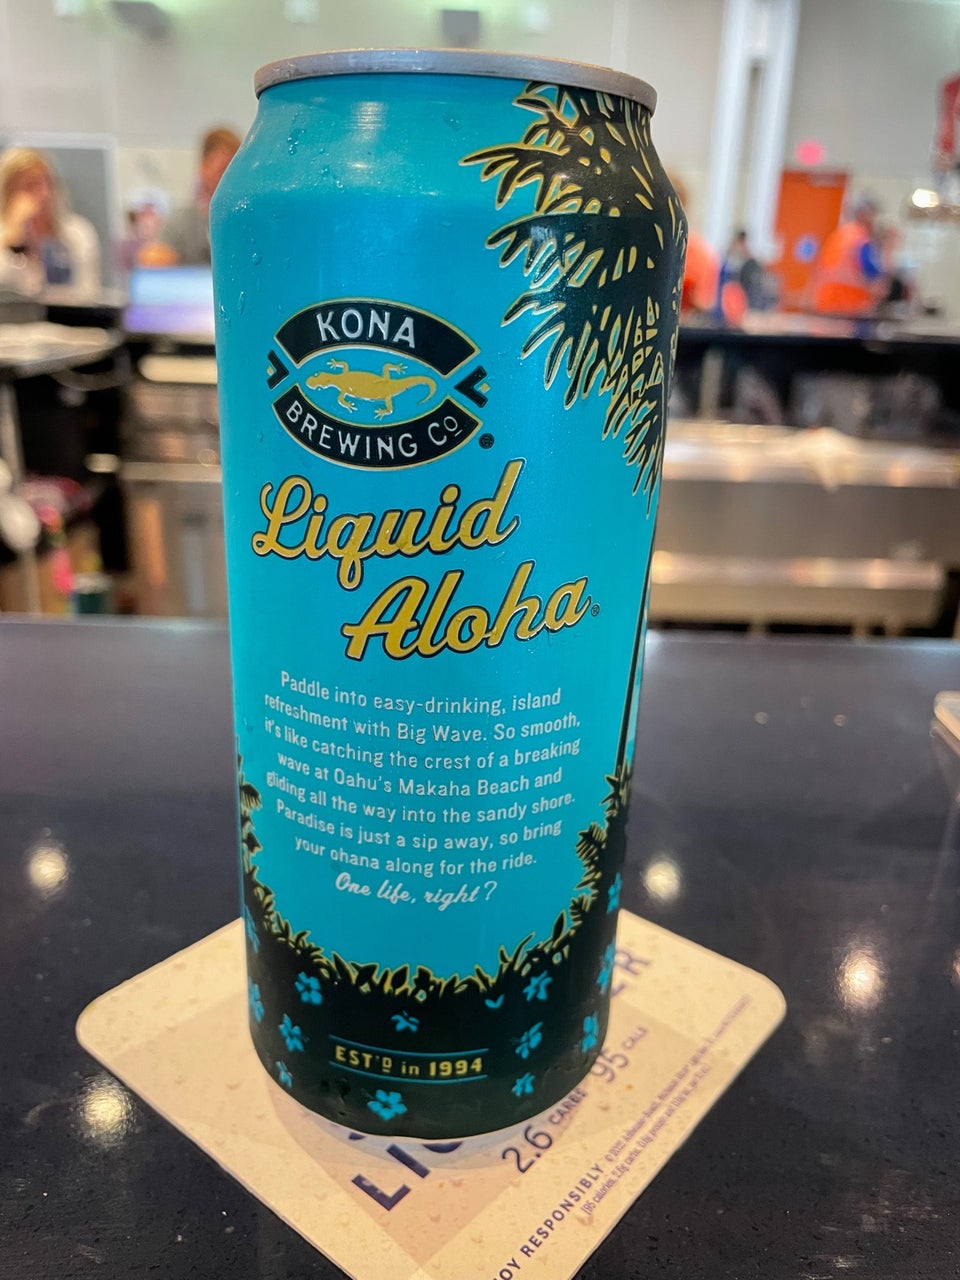 KONA
BREWING CO
®
Liquid
Aloha®
Paddle into easy-drinking, island
refreshment with Big Wave. So smooth,
it's like catching the crest of a breaking
wave at Oahu's Makaha Beach and
gliding all the way into the sandy shore.
Paradise is just a sip away, so bring
your ohana along for the ride.
One life, right?
EST'D in 1994
2.6 CARBS 95 CALS
OY RESPONSIBLY